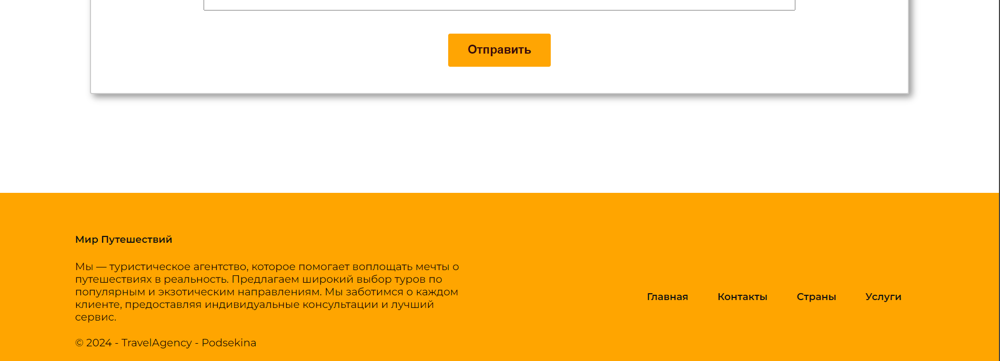 Отправить
Мир Путешествий
Мы — туристическое агентство, которое помогает воплощать мечты о
путешествиях в реальность. Предлагаем широкий выбор туров по
популярным и экзотическим направлениям. Мы заботимся о каждом
клиенте, предоставляя индивидуальные консультации и лучший
сервис.
© 2024 - TravelAgency - Podsekina
Главная Контакты Страны Услуги